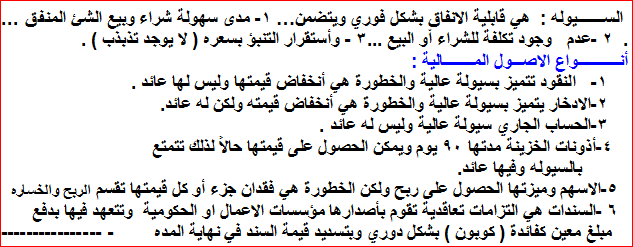 الســـــيوله : هي قابلية الانفاق بشكل فوري ويتضمن... ١- مدى سهولة شراء وبيع الشئ المنفق ...
. ٢ -عدم وجود تكلفة للشراء أو البيع ...٣ - وأستقرار التنبؤ بسعره ( لا يوجد تذبذب ) .
أنـــــــــواع الاصــول المــــــالية :
١- النقود تتميز بسيولة عالية والخطورة هي أنخفاض قيمتها وليس لها عائد .
٢-الادخار يتميز بسيولة عالية والخطورة هي أنخفاض قيمته ولكن له عائد.
٣-الحساب الجاري سيولة عالية وليس له عائد .
٤-أذونات الخزينة مدتها ٩٠ يوم ويمكن الحصول على قيمتها حالاً لذلك تتمتع
بالسيوله وفيها عائد.
٥-الاسهم وميزتها الحصول على ربح ولكن الخطورة هي فقدان جزء أو كل قيمتها تقسم الربح والخساره
٦ -السندات هي التزامات تعاقدية تقوم بأصدارها مؤسسات الاعمال او الحكومية وتتعهد فيها بدفع
مبلغ معين كفائدة ( كوبون ) بشكل دوري وبتسديد قيمة السند في نهاية المده - ----------------